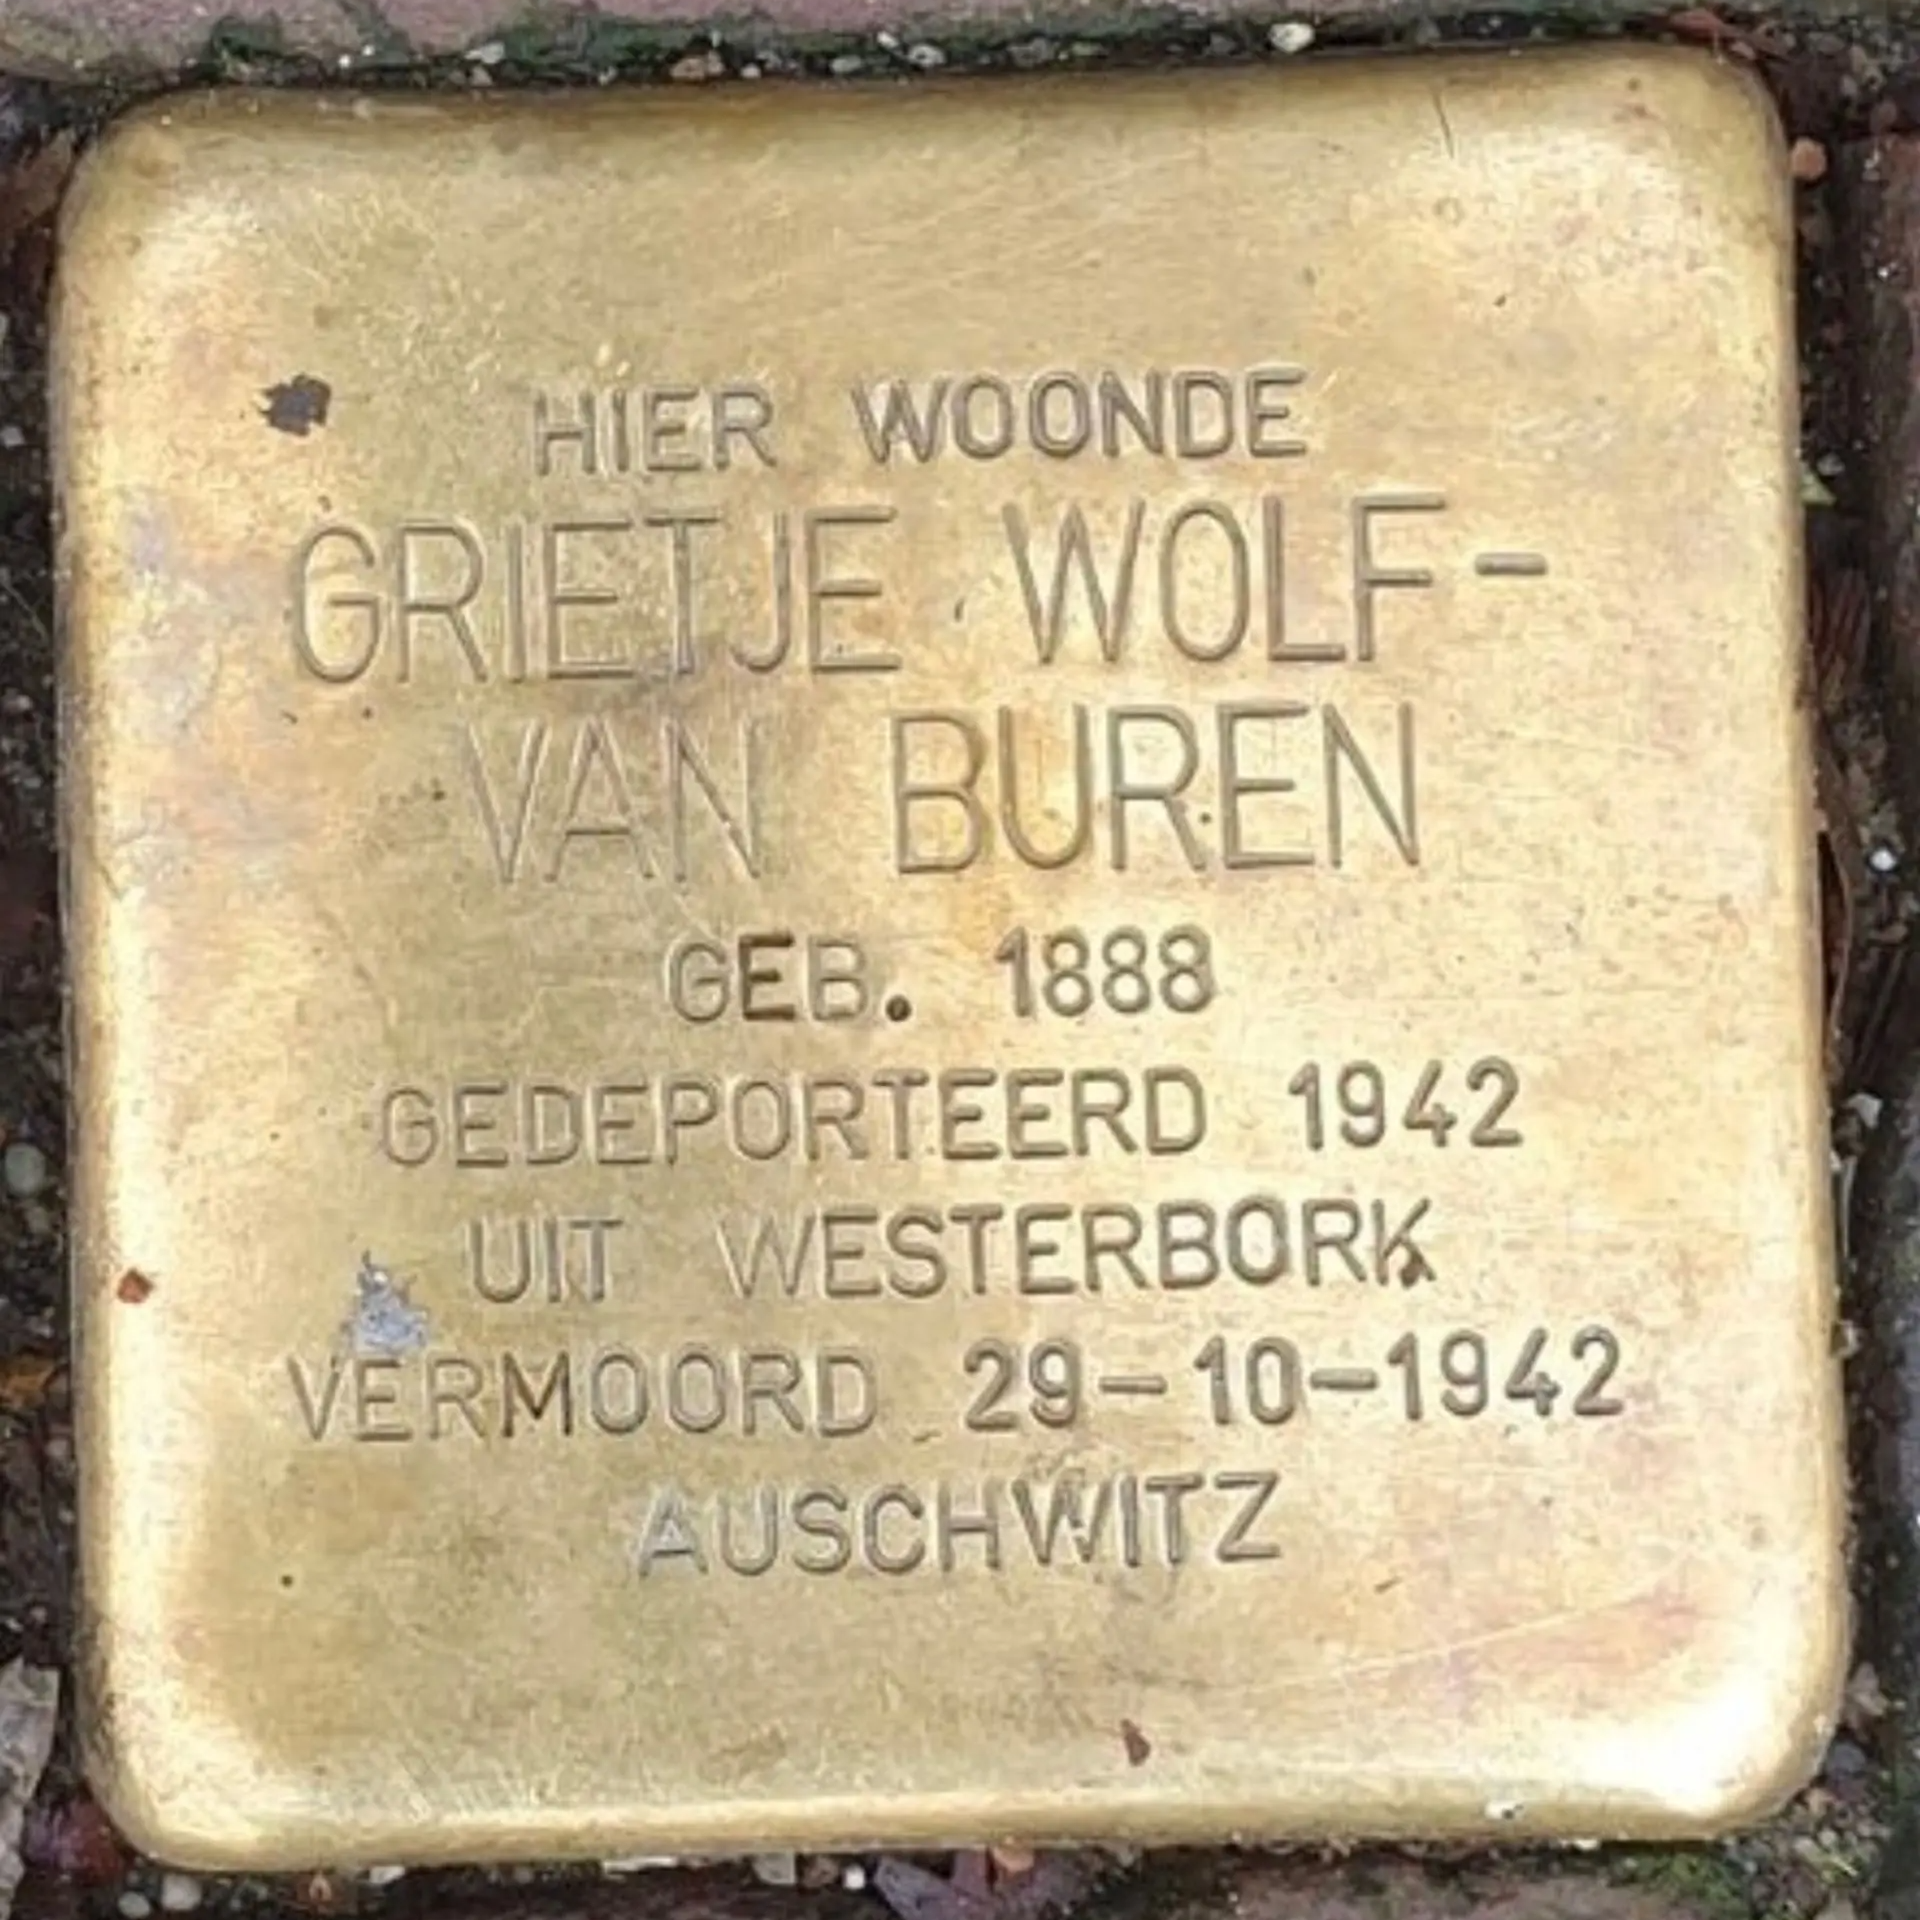 HIER WOONDE
GRIETJE WOLF-
VAN BUREN
GEB. 1888
GEDEPORTEERD 1942
UIT WESTERBORK
VERMOORD 29-10-1942
AUSCHWITZ